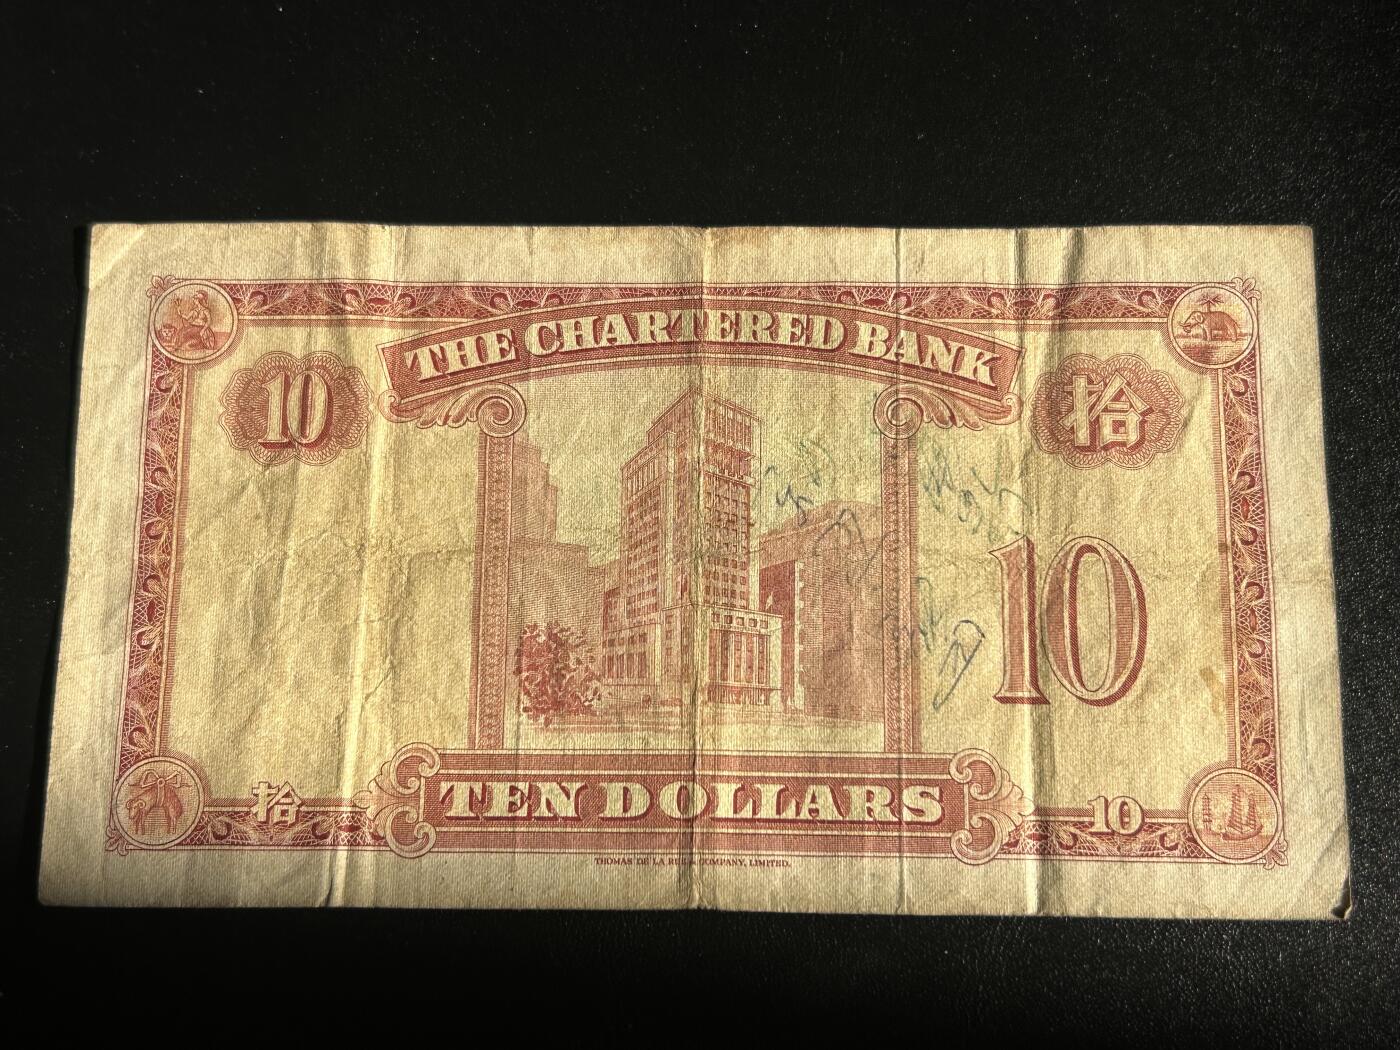 THE CHARTERED BANK
10 拾
10
拾 TEN DOLLARS 10
THOMAS DE LA RUE & COMPANY, LIMITED.